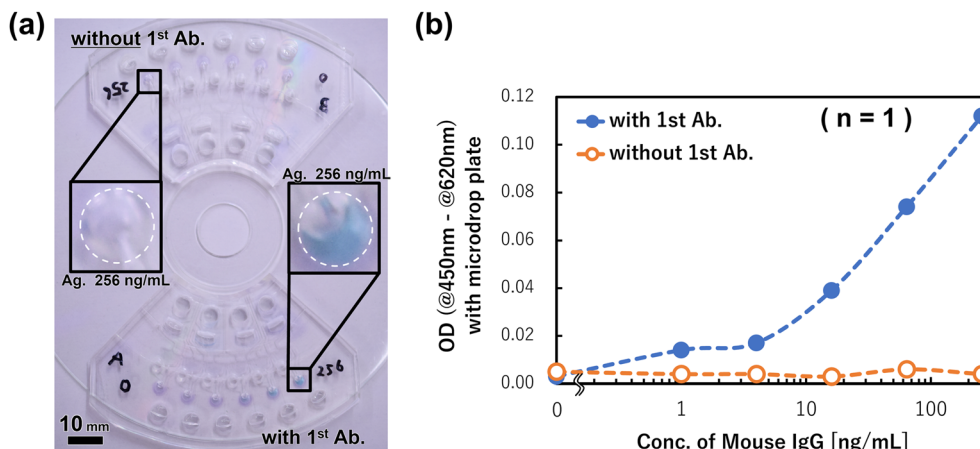 (a)
without 1st Ab.
256
0
B
Ag. 256 ng/mL
Ag. 256 ng/mL
A
0
256
10 mm
with 1st Ab.
(b)
0.12
0.10
0.08
0.06
0.04
0.02
0.00
OD (@450nm - @620nm)
with microdrop plate
with 1st Ab.
without 1st Ab.
( n = 1 )
0
1
10
100
Conc. of Mouse IgG [ng/mL]